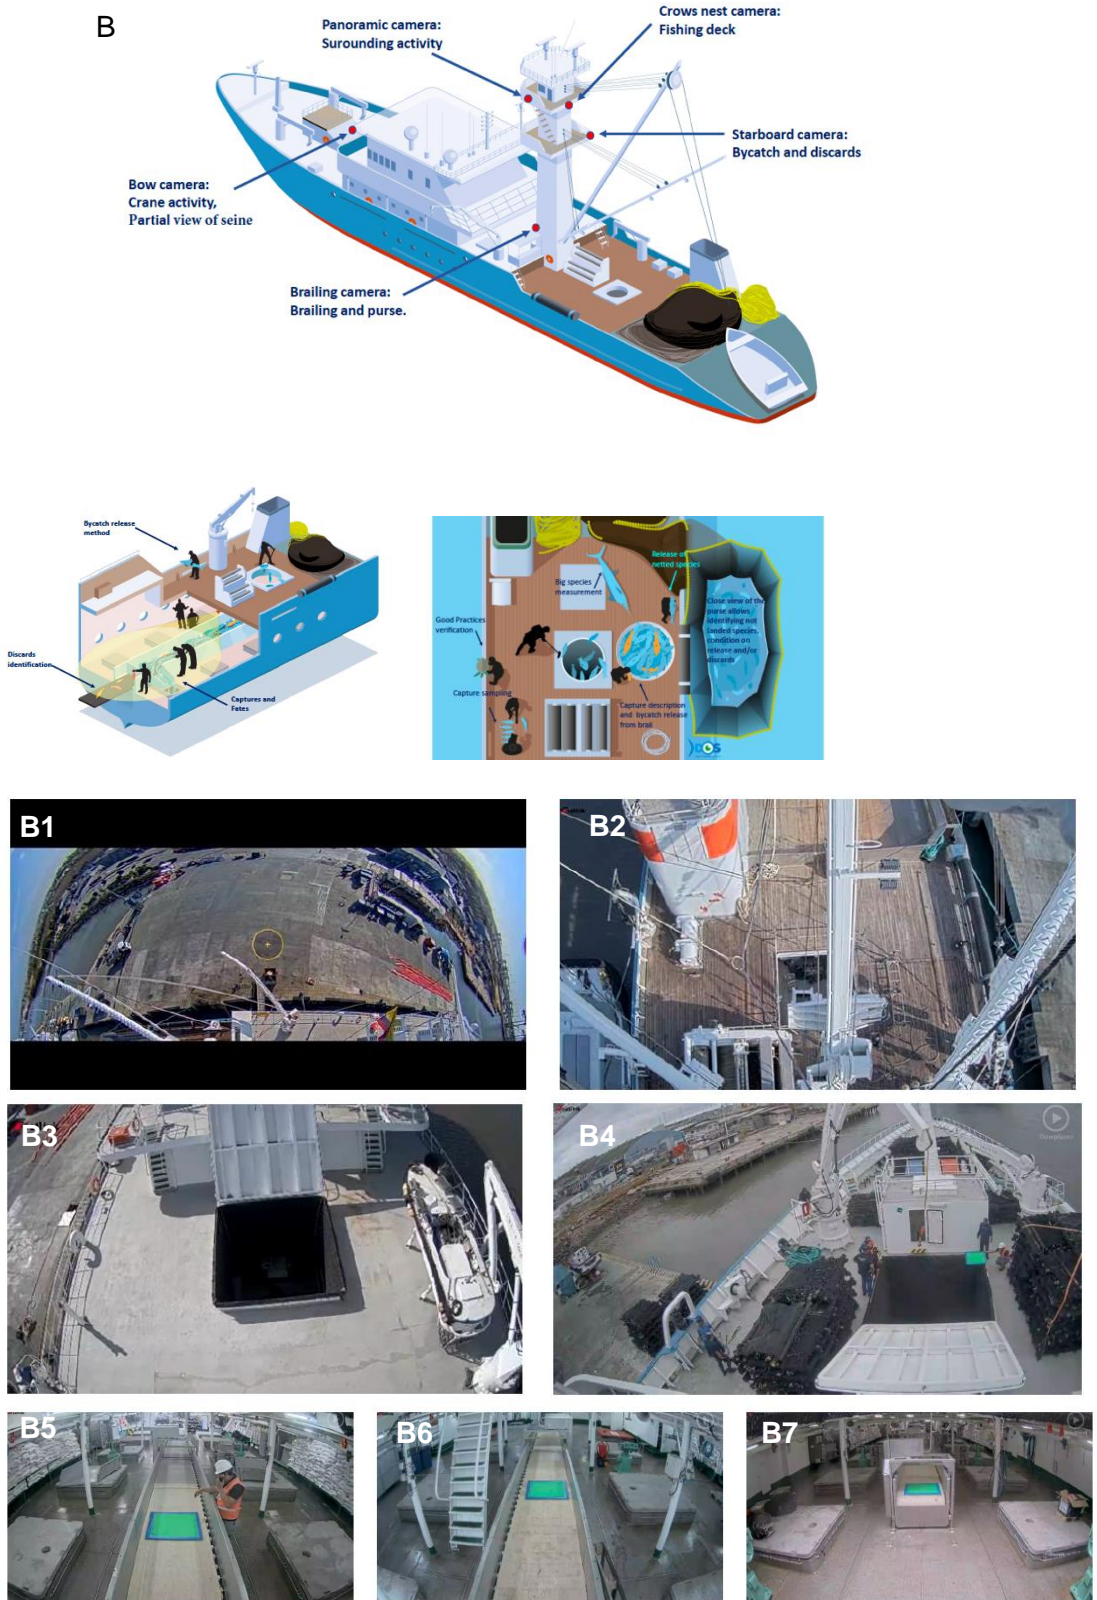 B
Panoramic camera:
Surounding activity
Crows nest camera:
Fishing deck
Starboard camera:
Bycatch and discards
Bow camera:
Crane activity,
Partial view of seine
Brailing camera:
Brailing and purse.
Bycatch release
method
Discards
identification
Captures and
Fates
Release of
netted species
Big species
measurement
Good Practices
verification
Close view of the
purse allows
identifying not
landed species,
condition on
release and/or
discards
Capture sampling
Capture description
and bycatch release
from brail
DOS
B1
B2
B3
B4
B5
B6
B7